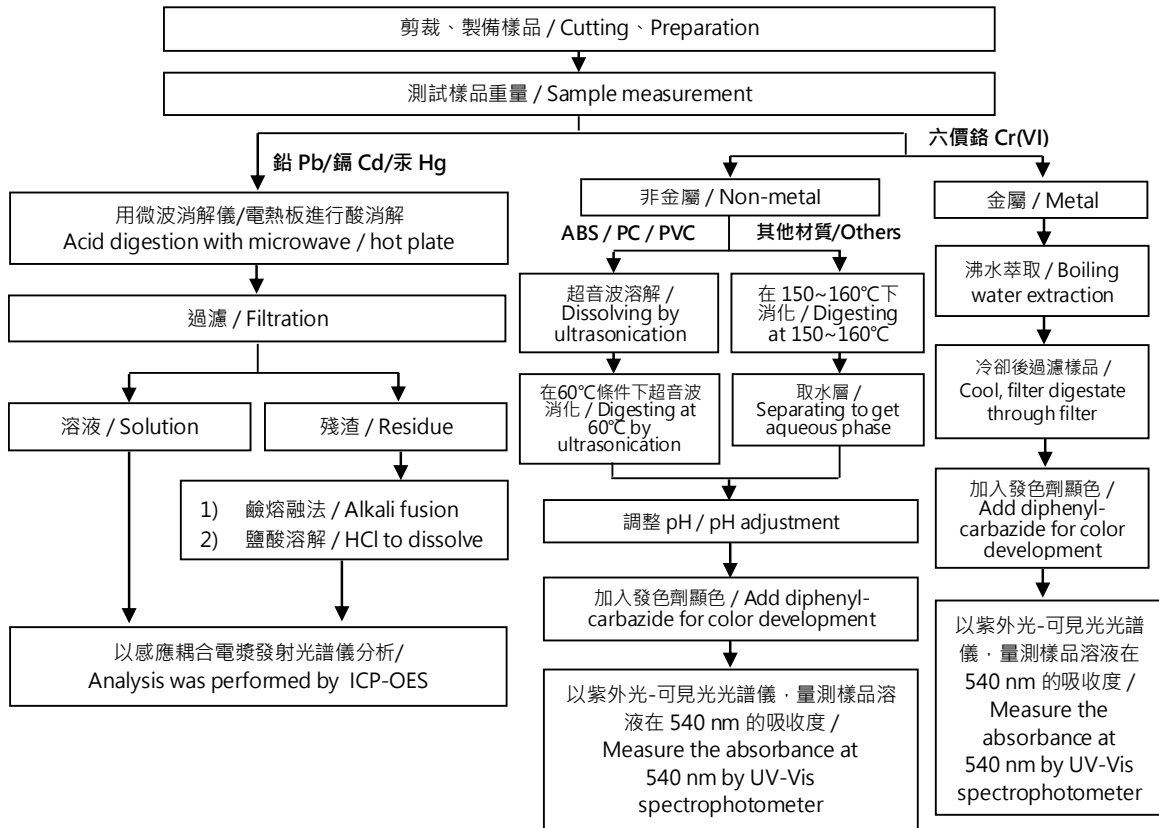 剪裁、製備樣品 / Cutting、Preparation
測試樣品重量 / Sample measurement
鉛 Pb/鎘 Cd/汞 Hg
六價鉻 Cr(VI)
用微波消解儀/電熱板進行酸消解
Acid digestion with microwave / hot plate
過濾 / Filtration
溶液 / Solution
殘渣 / Residue
1) 鹼熔融法 / Alkali fusion
2) 鹽酸溶解 / HCl to dissolve
以感應耦合電漿發射光譜儀分析/
Analysis was performed by ICP-OES
非金屬 / Non-metal
ABS / PC / PVC
其他材質/Others
超音波溶解 /
Dissolving by
ultrasonication
在 150~160℃下
消化 / Digesting
at 150~160℃
在60℃條件下超音波
消化 / Digesting at
60℃ by
ultrasonication
取水層 /
Separating to get
aqueous phase
調整 pH / pH adjustment
加入發色劑顯色 / Add diphenyl-
carbazide for color development
以紫外光-可見光光譜儀，量測樣品溶
液在 540 nm 的吸收度 /
Measure the absorbance at
540 nm by UV-Vis
spectrophotometer
金屬 / Metal
沸水萃取 / Boiling
water extraction
冷卻後過濾樣品 /
Cool, filter digestate
through filter
加入發色劑顯色 /
Add diphenyl-
carbazide for color
development
以紫外光-可見光光譜
儀，量測樣品溶液在
540 nm 的吸收度 /
Measure the
absorbance at
540 nm by UV-Vis
spectrophotometer